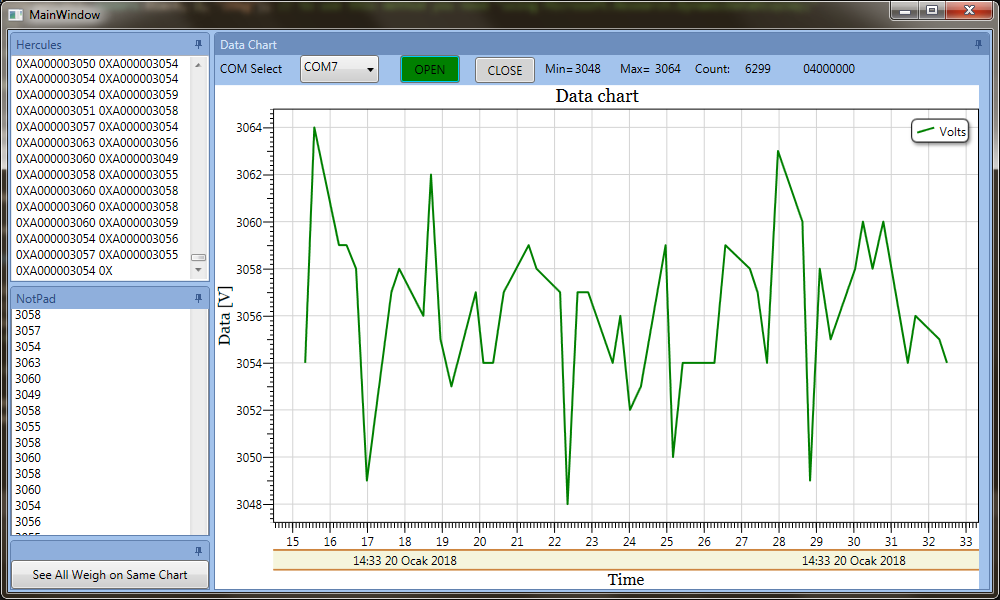 MainWindow
Hercules
0XA000003050 0XA000003054
0XA000003054 0XA000003054
0XA000003054 0XA000003059
0XA000003051 0XA000003058
0XA000003057 0XA000003054
0XA000003063 0XA000003056
0XA000003060 0XA000003049
0XA000003058 0XA000003055
0XA000003060 0XA000003058
0XA000003060 0XA000003058
0XA000003060 0XA000003059
0XA000003054 0XA000003056
0XA000003057 0XA000003055
0XA000003054 0X
NotPad
3058
3057
3054
3063
3060
3049
3058
3055
3058
3060
3058
3060
3054
3056
See All Weigh on Same Chart
Data Chart
COM Select COM7 OPEN CLOSE Min= 3048 Max= 3064 Count: 6299 04000000
Data chart
Volts
Data [V]
3064
3062
3060
3058
3056
3054
3052
3050
3048
15 16 17 18 19 20 21 22 23 24 25 26 27 28 29 30 31 32 33
14:33 20 Ocak 2018 14:33 20 Ocak 2018
Time